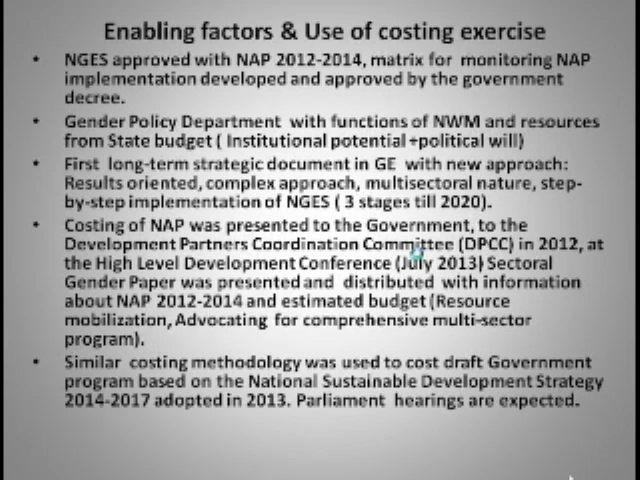 Enabling factors & Use of costing exercise
• NGES approved with NAP 2012-2014, matrix for monitoring NAP
implementation developed and approved by the government
decree.
• Gender Policy Department with functions of NWM and resources
from State budget ( Institutional potential +political will)
• First long-term strategic document in GE with new approach:
Results oriented, complex approach, multisectoral nature, step-
by-step implementation of NGES ( 3 stages till 2020).
• Costing of NAP was presented to the Government, to the
Development Partners Coordination Committee (DPCC) in 2012, at
the High Level Development Conference (July 2013) Sectoral
Gender Paper was presented and distributed with information
about NAP 2012-2014 and estimated budget (Resource
mobilization, Advocating for comprehensive multi-sector
program).
• Similar costing methodology was used to cost draft Government
program based on the National Sustainable Development Strategy
2014-2017 adopted in 2013. Parliament hearings are expected.